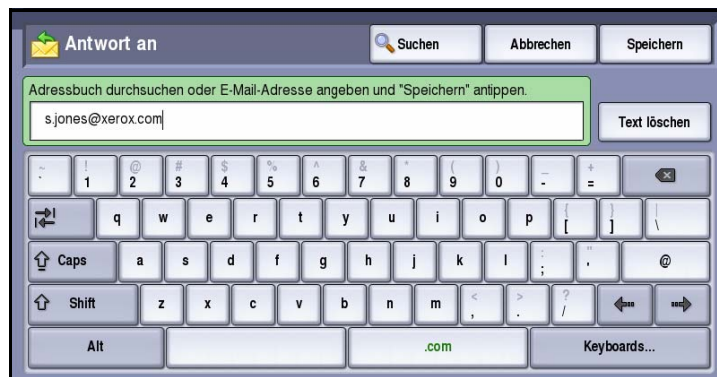 Antwort an Suchen Abbrechen Speichern
Adressbuch durchsuchen oder E-Mail-Adresse angeben und "Speichern" antippen.
s.jones@xerox.com Text löschen
~ ! @ # $ % ^ & * ( ) _ +
` 1 2 3 4 5 6 7 8 9 0 - =
q w e r t y u i o p { [ } ] | \
Caps a s d f g h j k l : ; " ' @
Shift z x c v b n m < , > . ? /
Alt .com Keyboards...